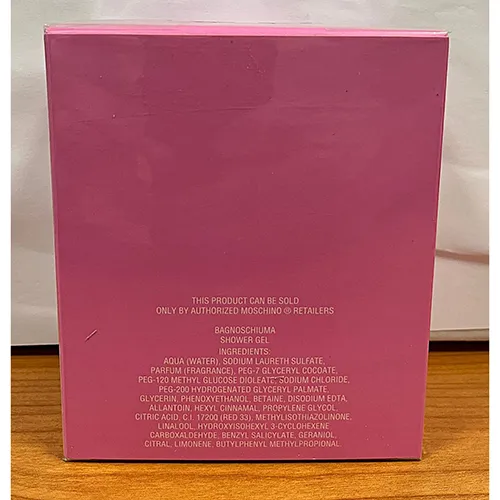 THIS PRODUCT CAN BE SOLD
ONLY BY AUTHORIZED MOSCHINO ® RETAILERS
BAGNOSCHIUMA
SHOWER GEL
INGREDIENTS:
AQUA (WATER), SODIUM LAURETH SULFATE,
PARFUM (FRAGRANCE), PEG-7 GLYCERYL COCOATE,
PEG-120 METHYL GLUCOSE DIOLEATE, SODIUM CHLORIDE,
PEG-200 HYDROGENATED GLYCERYL PALMATE,
GLYCERIN, PHENOXYETHANOL, BETAINE, DISODIUM EDTA,
ALLANTOIN, HEXYL CINNAMAL, PROPYLENE GLYCOL,
CITRIC ACID, C.I. 17200 (RED 33), METHYLISOTHIAZOLINONE,
LINALOOL, HYDROXYISOHEXYL 3-CYCLOHEXENE
CARBOXALDEHYDE, BENZYL SALICYLATE, GERANIOL,
CITRAL, LIMONENE, BUTYLPHENYL METHYLPROPIONAL.